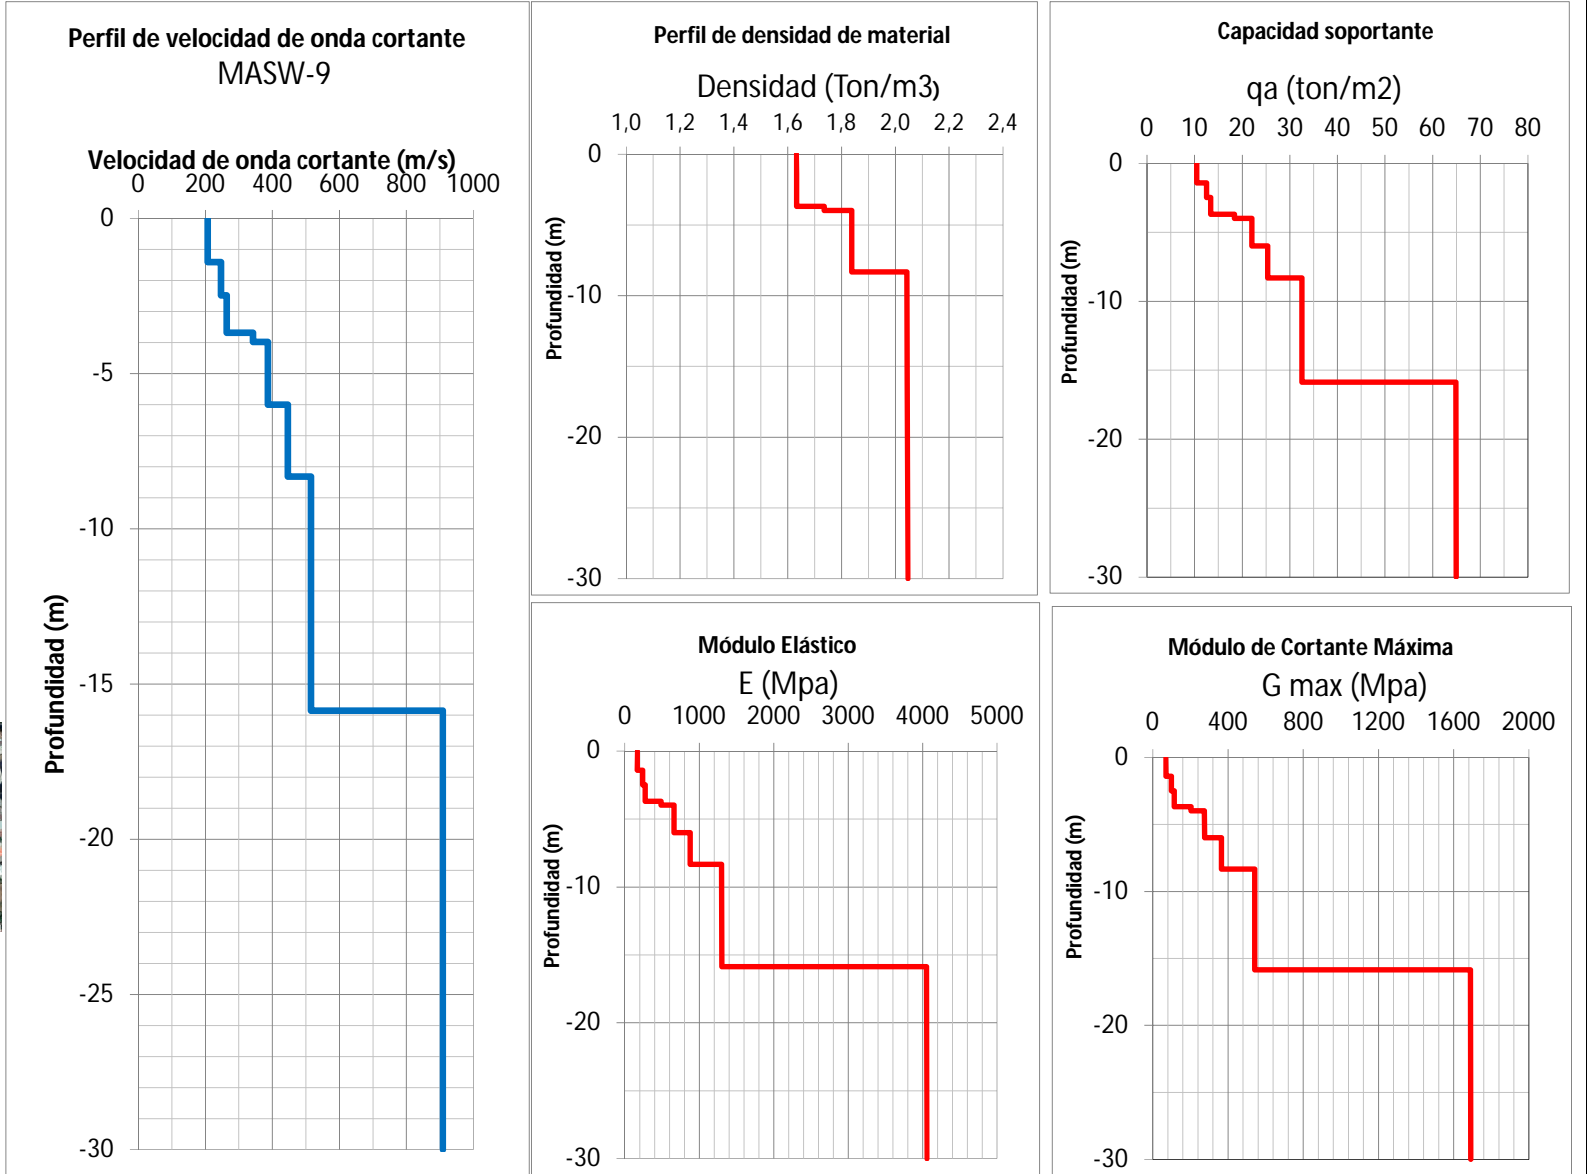 Perfil de velocidad de onda cortante
MASW-9
Velocidad de onda cortante (m/s)
0 200 400 600 800 1000
0
-5
-10
-15
-20
-25
-30
Profundidad (m)
Perfil de densidad de material
Densidad (Ton/m3)
1,0 1,2 1,4 1,6 1,8 2,0 2,2 2,4
0
-10
-20
-30
Profundidad (m)
Capacidad soportante
qa (ton/m2)
0 10 20 30 40 50 60 70 80
0
-10
-20
-30
Profundidad (m)
Módulo Elástico
E (Mpa)
0 1000 2000 3000 4000 5000
0
-10
-20
-30
Profundidad (m)
Módulo de Cortante Máxima
G max (Mpa)
0 400 800 1200 1600 2000
0
-10
-20
-30
Profundidad (m)